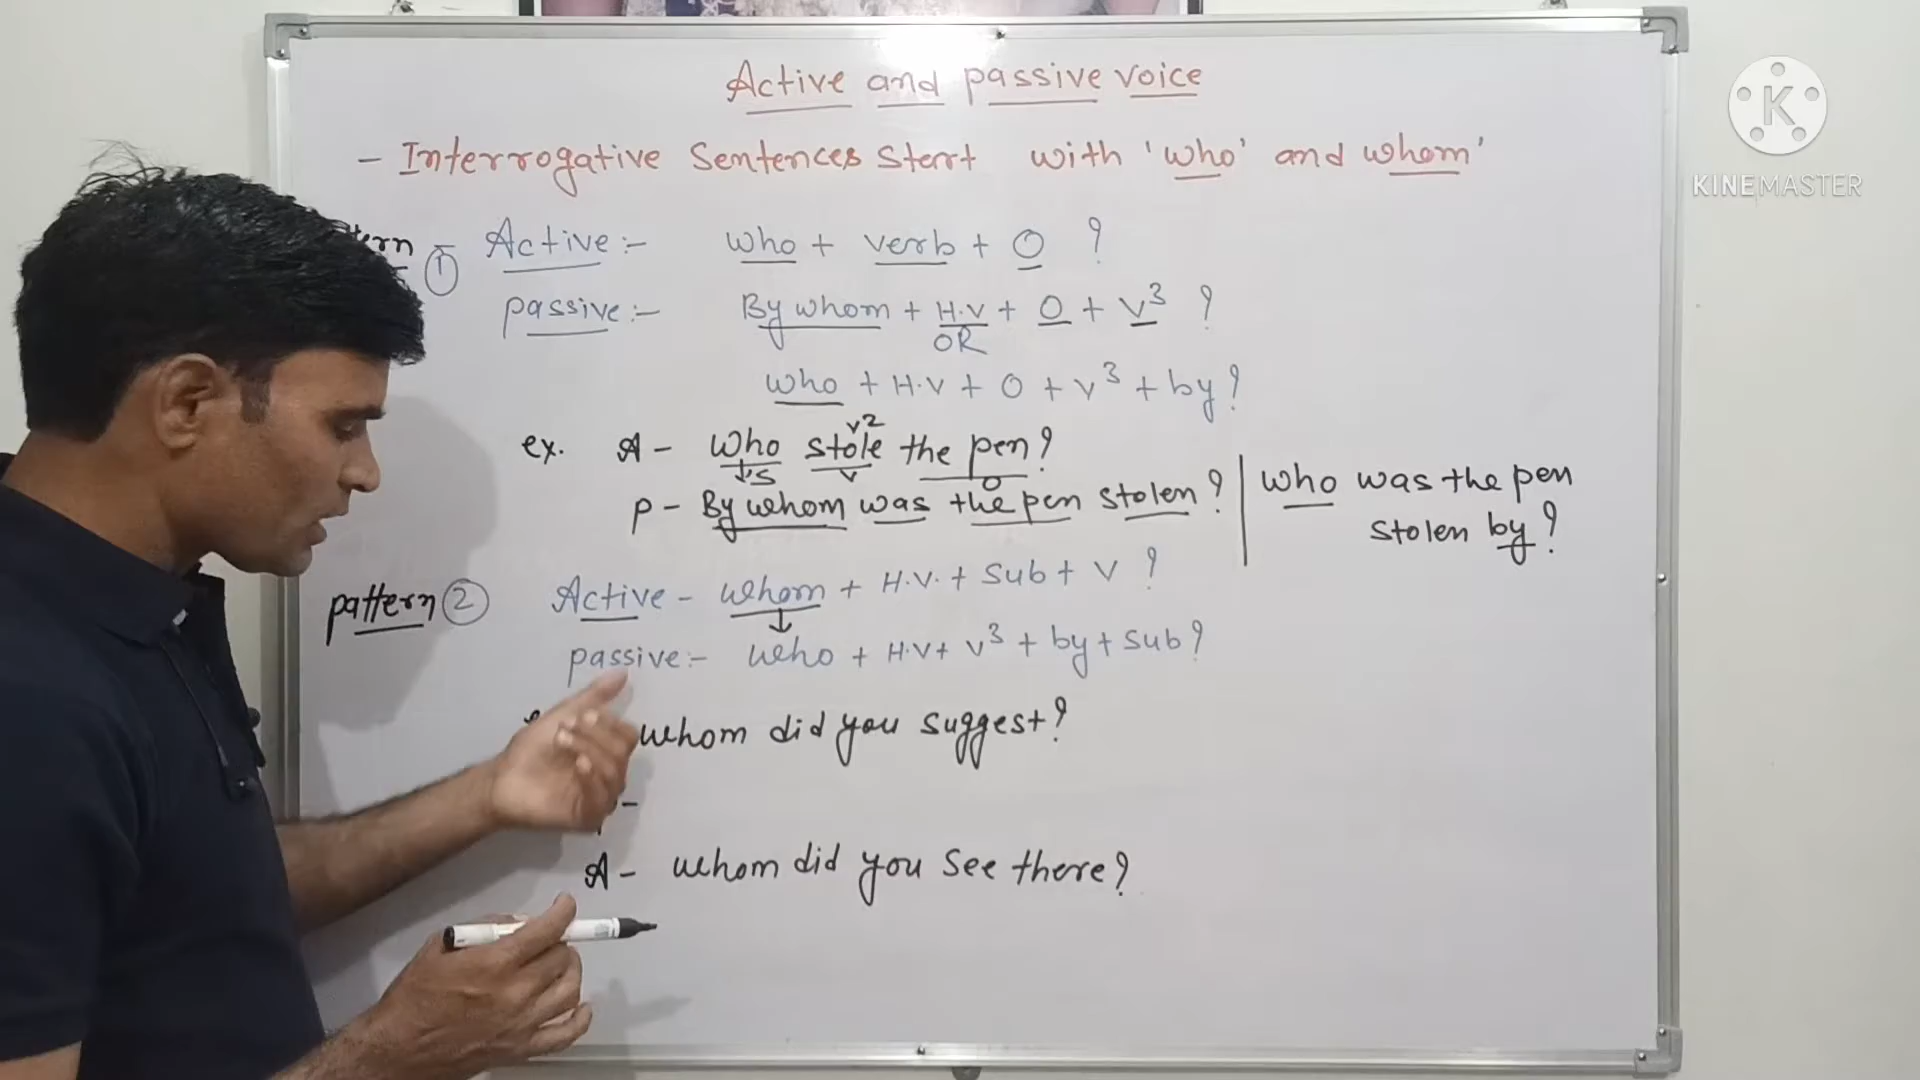 Active and passive voice
- Interrogative Sentences Start with 'who' and whom'
① Active :- who + verb + O ?
passive :- By whom + H.V + O + V³ ?
OR
who + H.V + O + V³ + by ?
V2
ex. A - Who stole the pen?
S V O
P - By whom was the pen stolen? | who was the pen stolen by?
pattern ② Active - whom + H.V. + Sub + V ?
passive :- who + H.V + V³ + by + Sub ?
whom did you suggest?
A - whom did you see there?
K
KINEMASTER